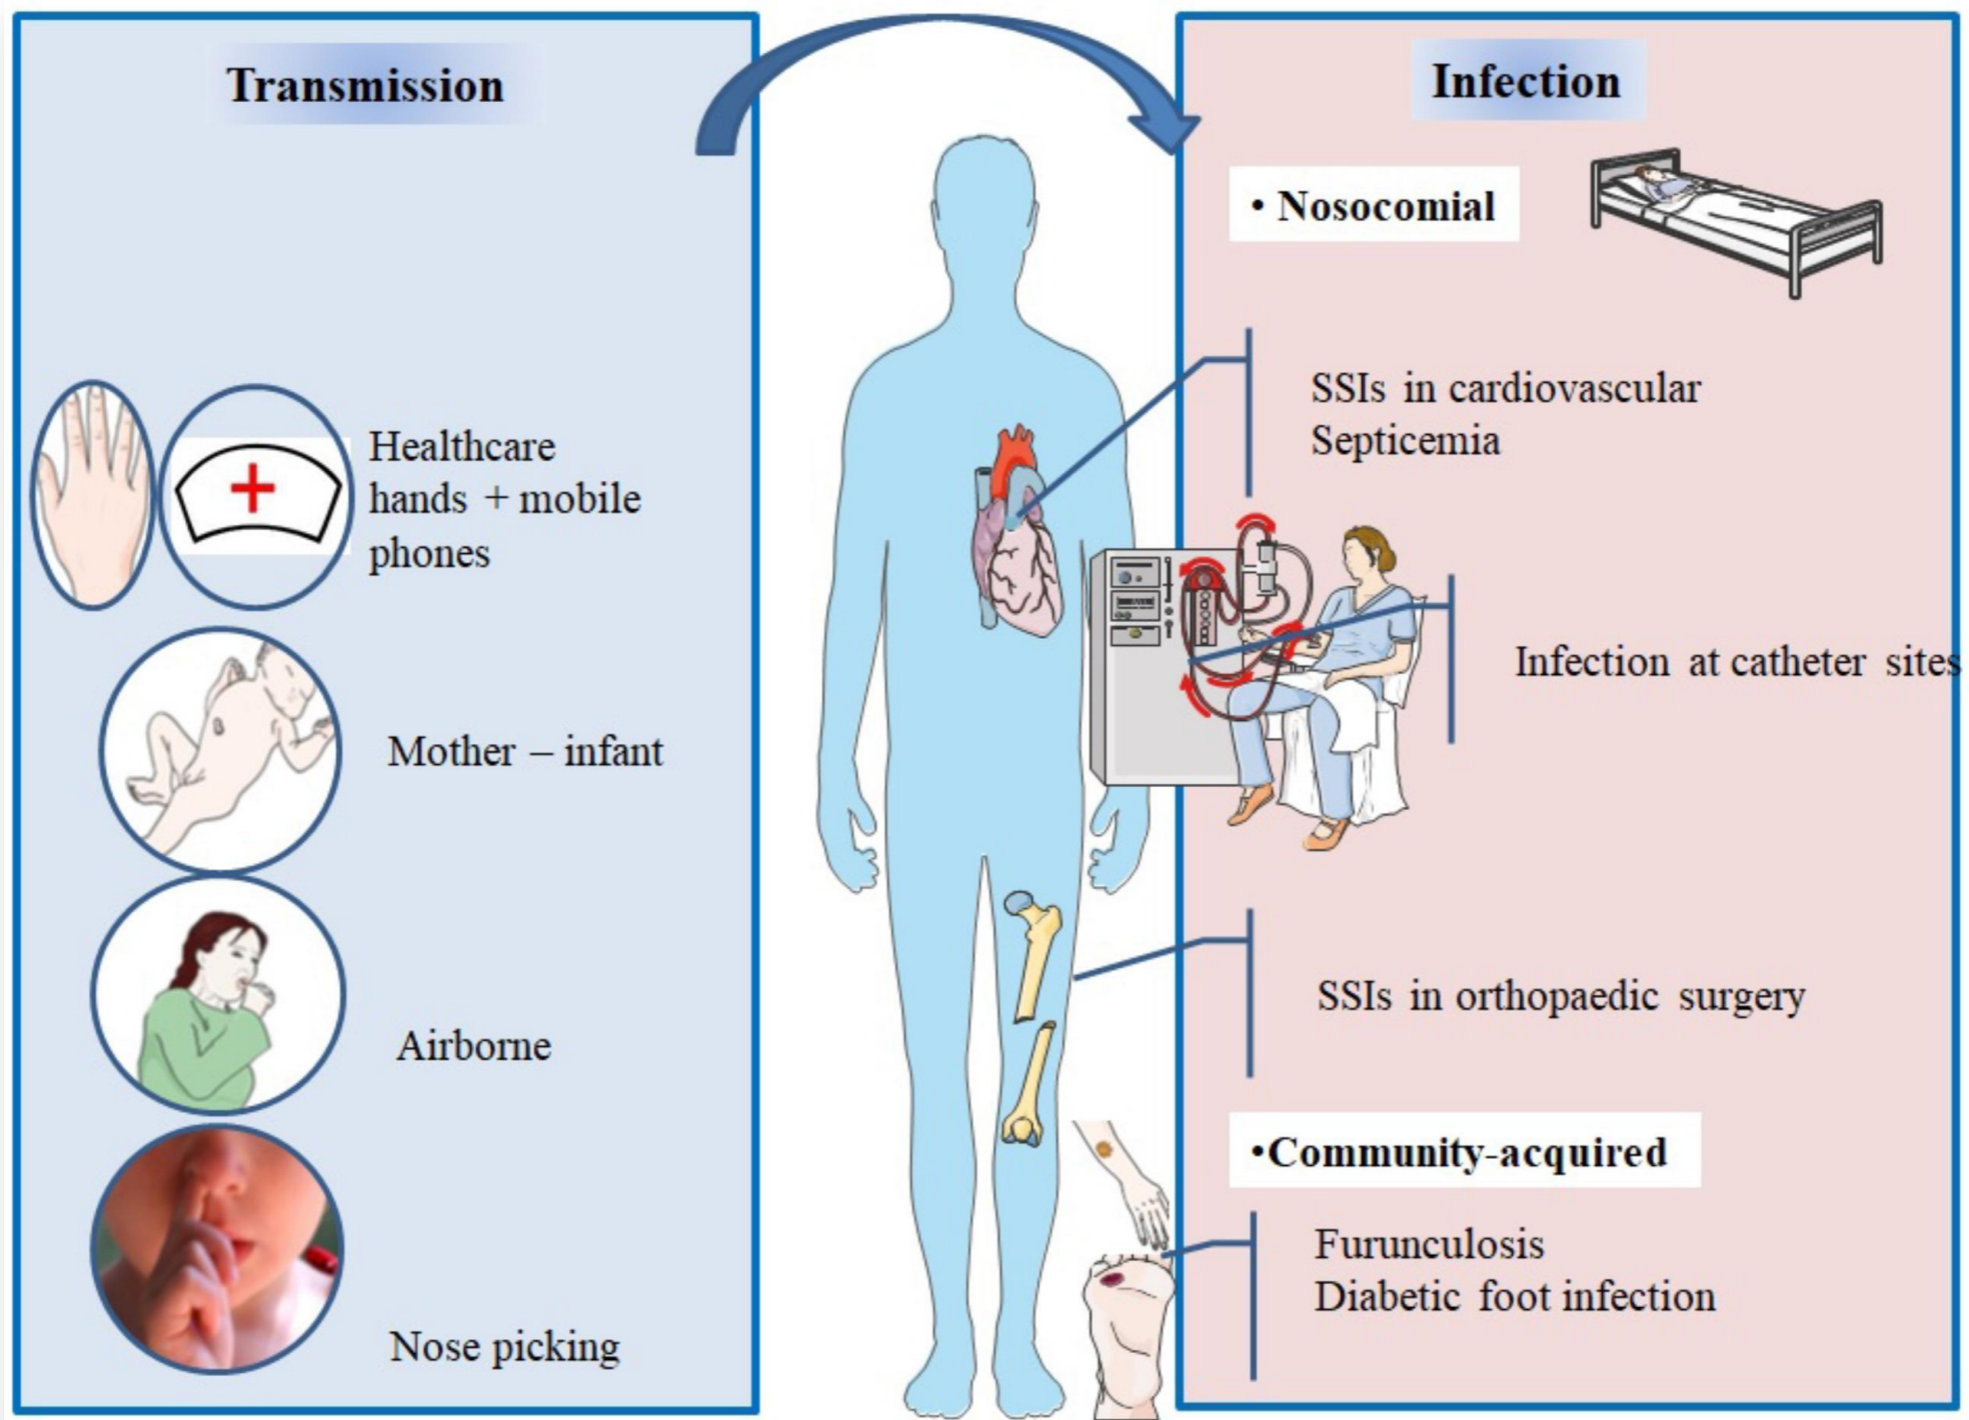 Transmission
Healthcare
hands + mobile
phones
Mother – infant
Airborne
Nose picking
Infection
• Nosocomial
SSIs in cardiovascular
Septicemia
Infection at catheter sites
SSIs in orthopaedic surgery
•Community-acquired
Furunculosis
Diabetic foot infection